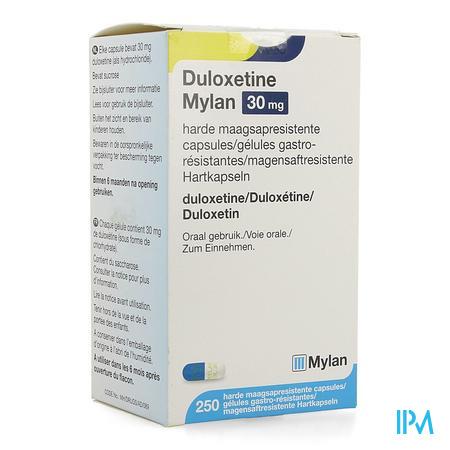 NL Elke capsule bevat 30 mg
duloxetine (als hydrochloride).
Bevat sucrose
Zie bijsluiter voor meer informatie
Lees voor gebruik de bijsluiter.
Buiten het zicht en bereik van
kinderen houden.
Bewaren in de oorspronkelijke
verpakking ter bescherming tegen
vocht.
Binnen 6 maanden na opening
gebruiken.
FR Chaque gélule contient 30 mg
de duloxétine (sous forme de
chlorhydrate).
Contient du saccharose.
Consulter la notice pour plus
d'information.
Lire la notice avant utilisation.
Tenir hors de la vue et de la
portée des enfants.
A conserver dans l'emballage
d'origine à l'abri de l'humidité.
A utiliser dans les 6 mois après
ouverture du flacon.
Duloxetine
Mylan 30 mg
harde maagsapresistente
capsules/gélules gastro-
résistantes/magensaftresistente
Hartkapseln
duloxetine/Duloxétine/
Duloxetin
Oraal gebruik./Voie orale./
Zum Einnehmen.
Mylan
250 harde maagsapresistente capsules/
gélules gastro-résistantes/
magensaftresistente Hartkapseln
IPM